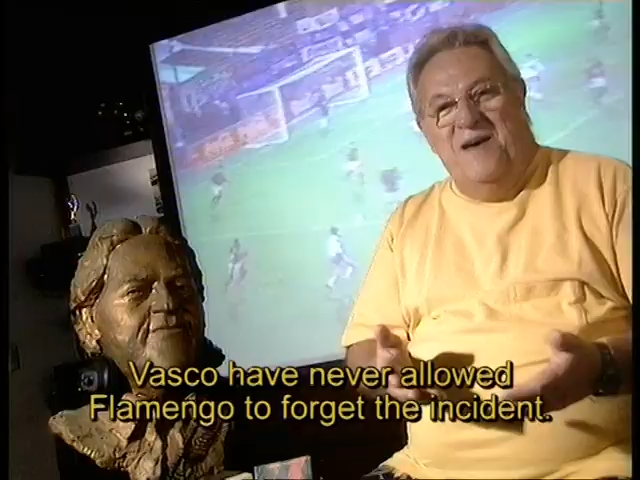 Vasco have never allowed
Flamengo to forget the incident.